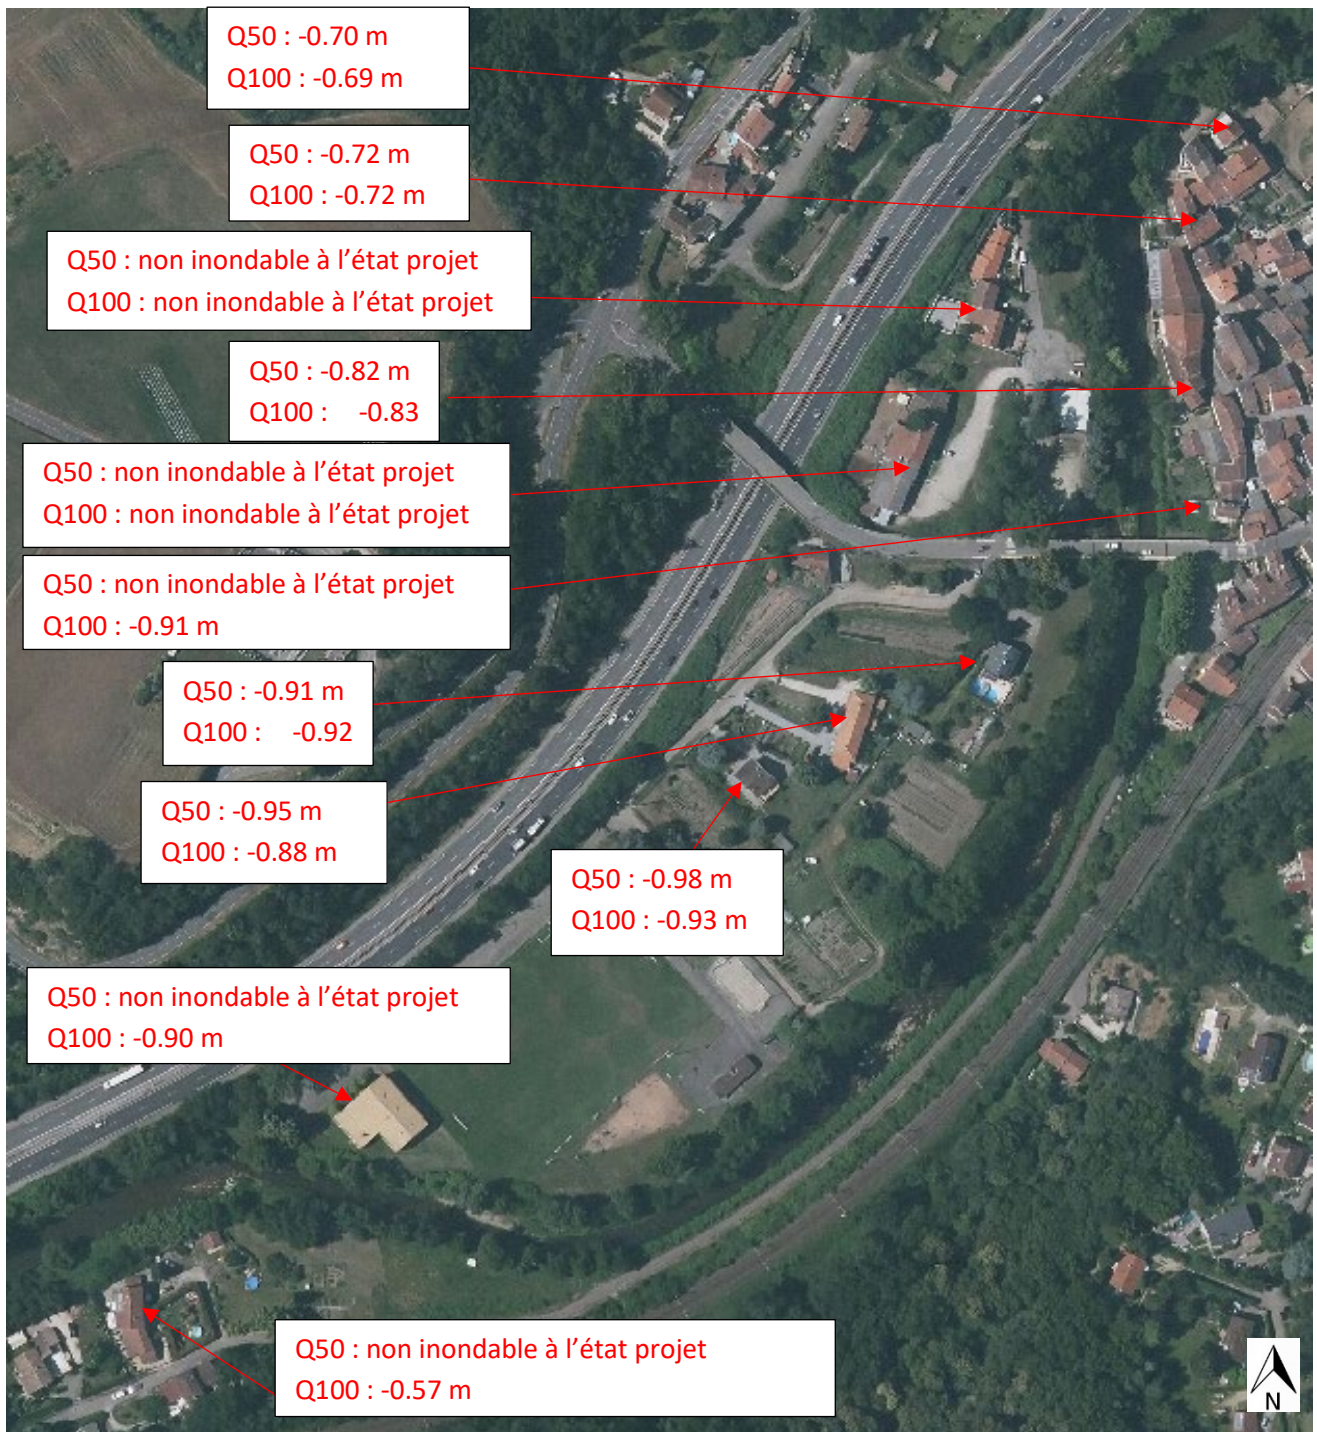 Q50 : -0.70 m
Q100 : -0.69 m
Q50 : -0.72 m
Q100 : -0.72 m
Q50 : non inondable à l’état projet
Q100 : non inondable à l’état projet
Q50 : -0.82 m
Q100 : -0.83
Q50 : non inondable à l’état projet
Q100 : non inondable à l’état projet
Q50 : non inondable à l’état projet
Q100 : -0.91 m
Q50 : -0.91 m
Q100 : -0.92
Q50 : -0.95 m
Q100 : -0.88 m
Q50 : -0.98 m
Q100 : -0.93 m
Q50 : non inondable à l’état projet
Q100 : -0.90 m
Q50 : non inondable à l’état projet
Q100 : -0.57 m
N